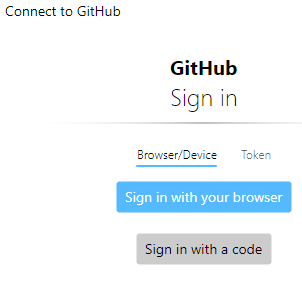 Connect to GitHub
GitHub
Sign in
Browser/Device Token
Sign in with your browser
Sign in with a code